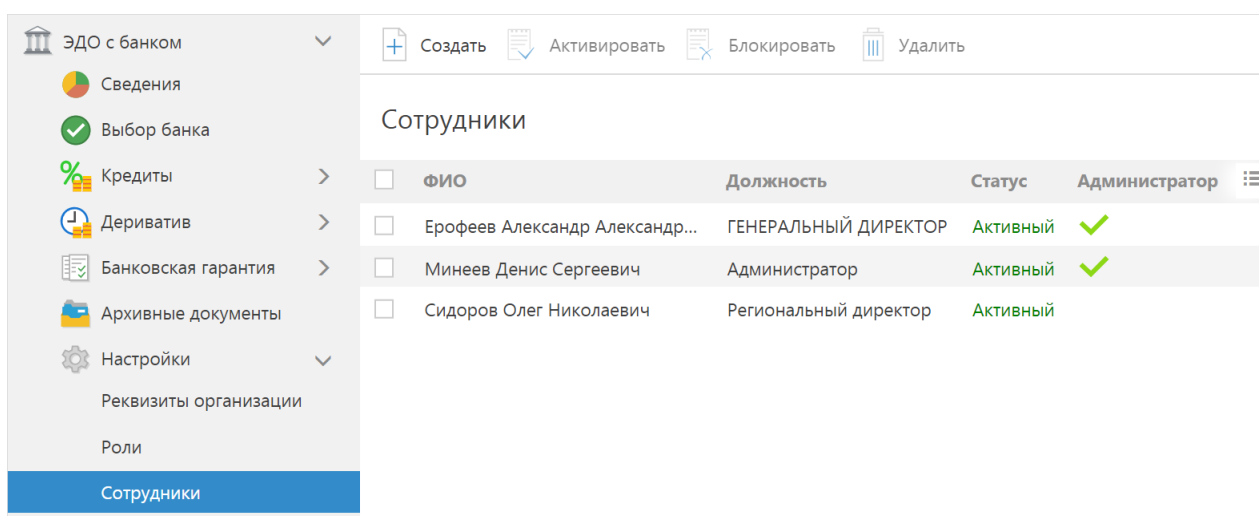 ЭДО с банком
Сведения
Выбор банка
Кредиты
Дериватив
Банковская гарантия
Архивные документы
Настройки
Реквизиты организации
Роли
Сотрудники
Создать Активировать Блокировать Удалить
Сотрудники
ФИО Должность Статус Администратор
Ерофеев Александр Александр... ГЕНЕРАЛЬНЫЙ ДИРЕКТОР Активный
Минеев Денис Сергеевич Администратор Активный
Сидоров Олег Николаевич Региональный директор Активный